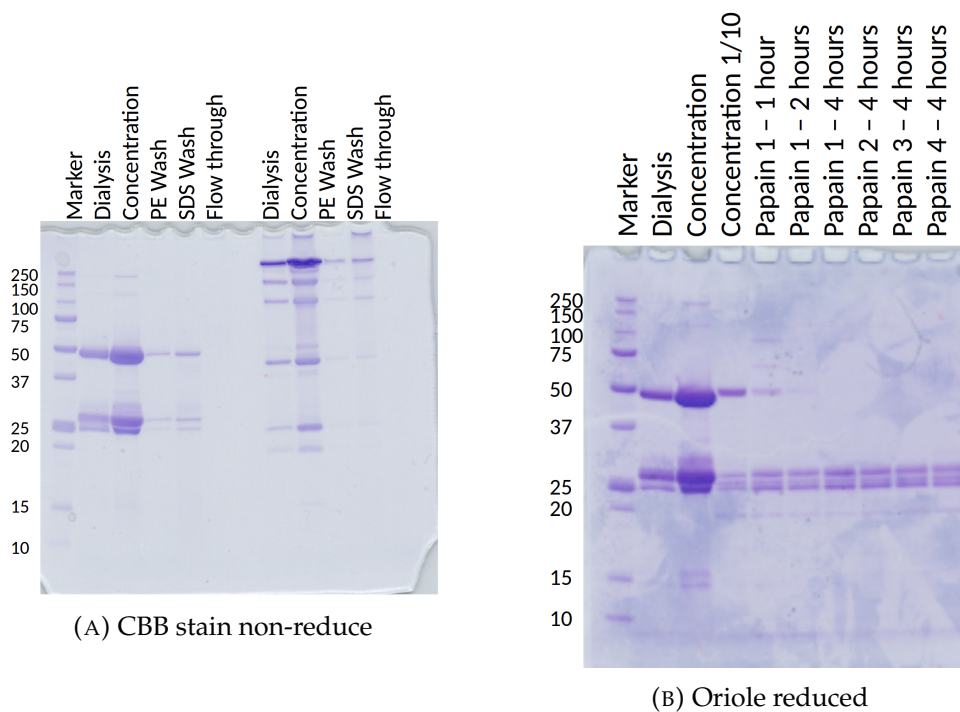 Marker
Dialysis
Concentration
PE Wash
SDS Wash
Flow through
Dialysis
Concentration
PE Wash
SDS Wash
Flow through
250
150
100
75
50
37
25
20
15
10
(A) CBB stain non-reduce
Marker
Dialysis
Concentration
Concentration 1/10
Papain 1 – 1 hour
Papain 1 – 2 hours
Papain 1 – 4 hours
Papain 2 – 4 hours
Papain 3 – 4 hours
Papain 4 – 4 hours
250
150
100
75
50
37
25
20
15
10
(B) Oriole reduced